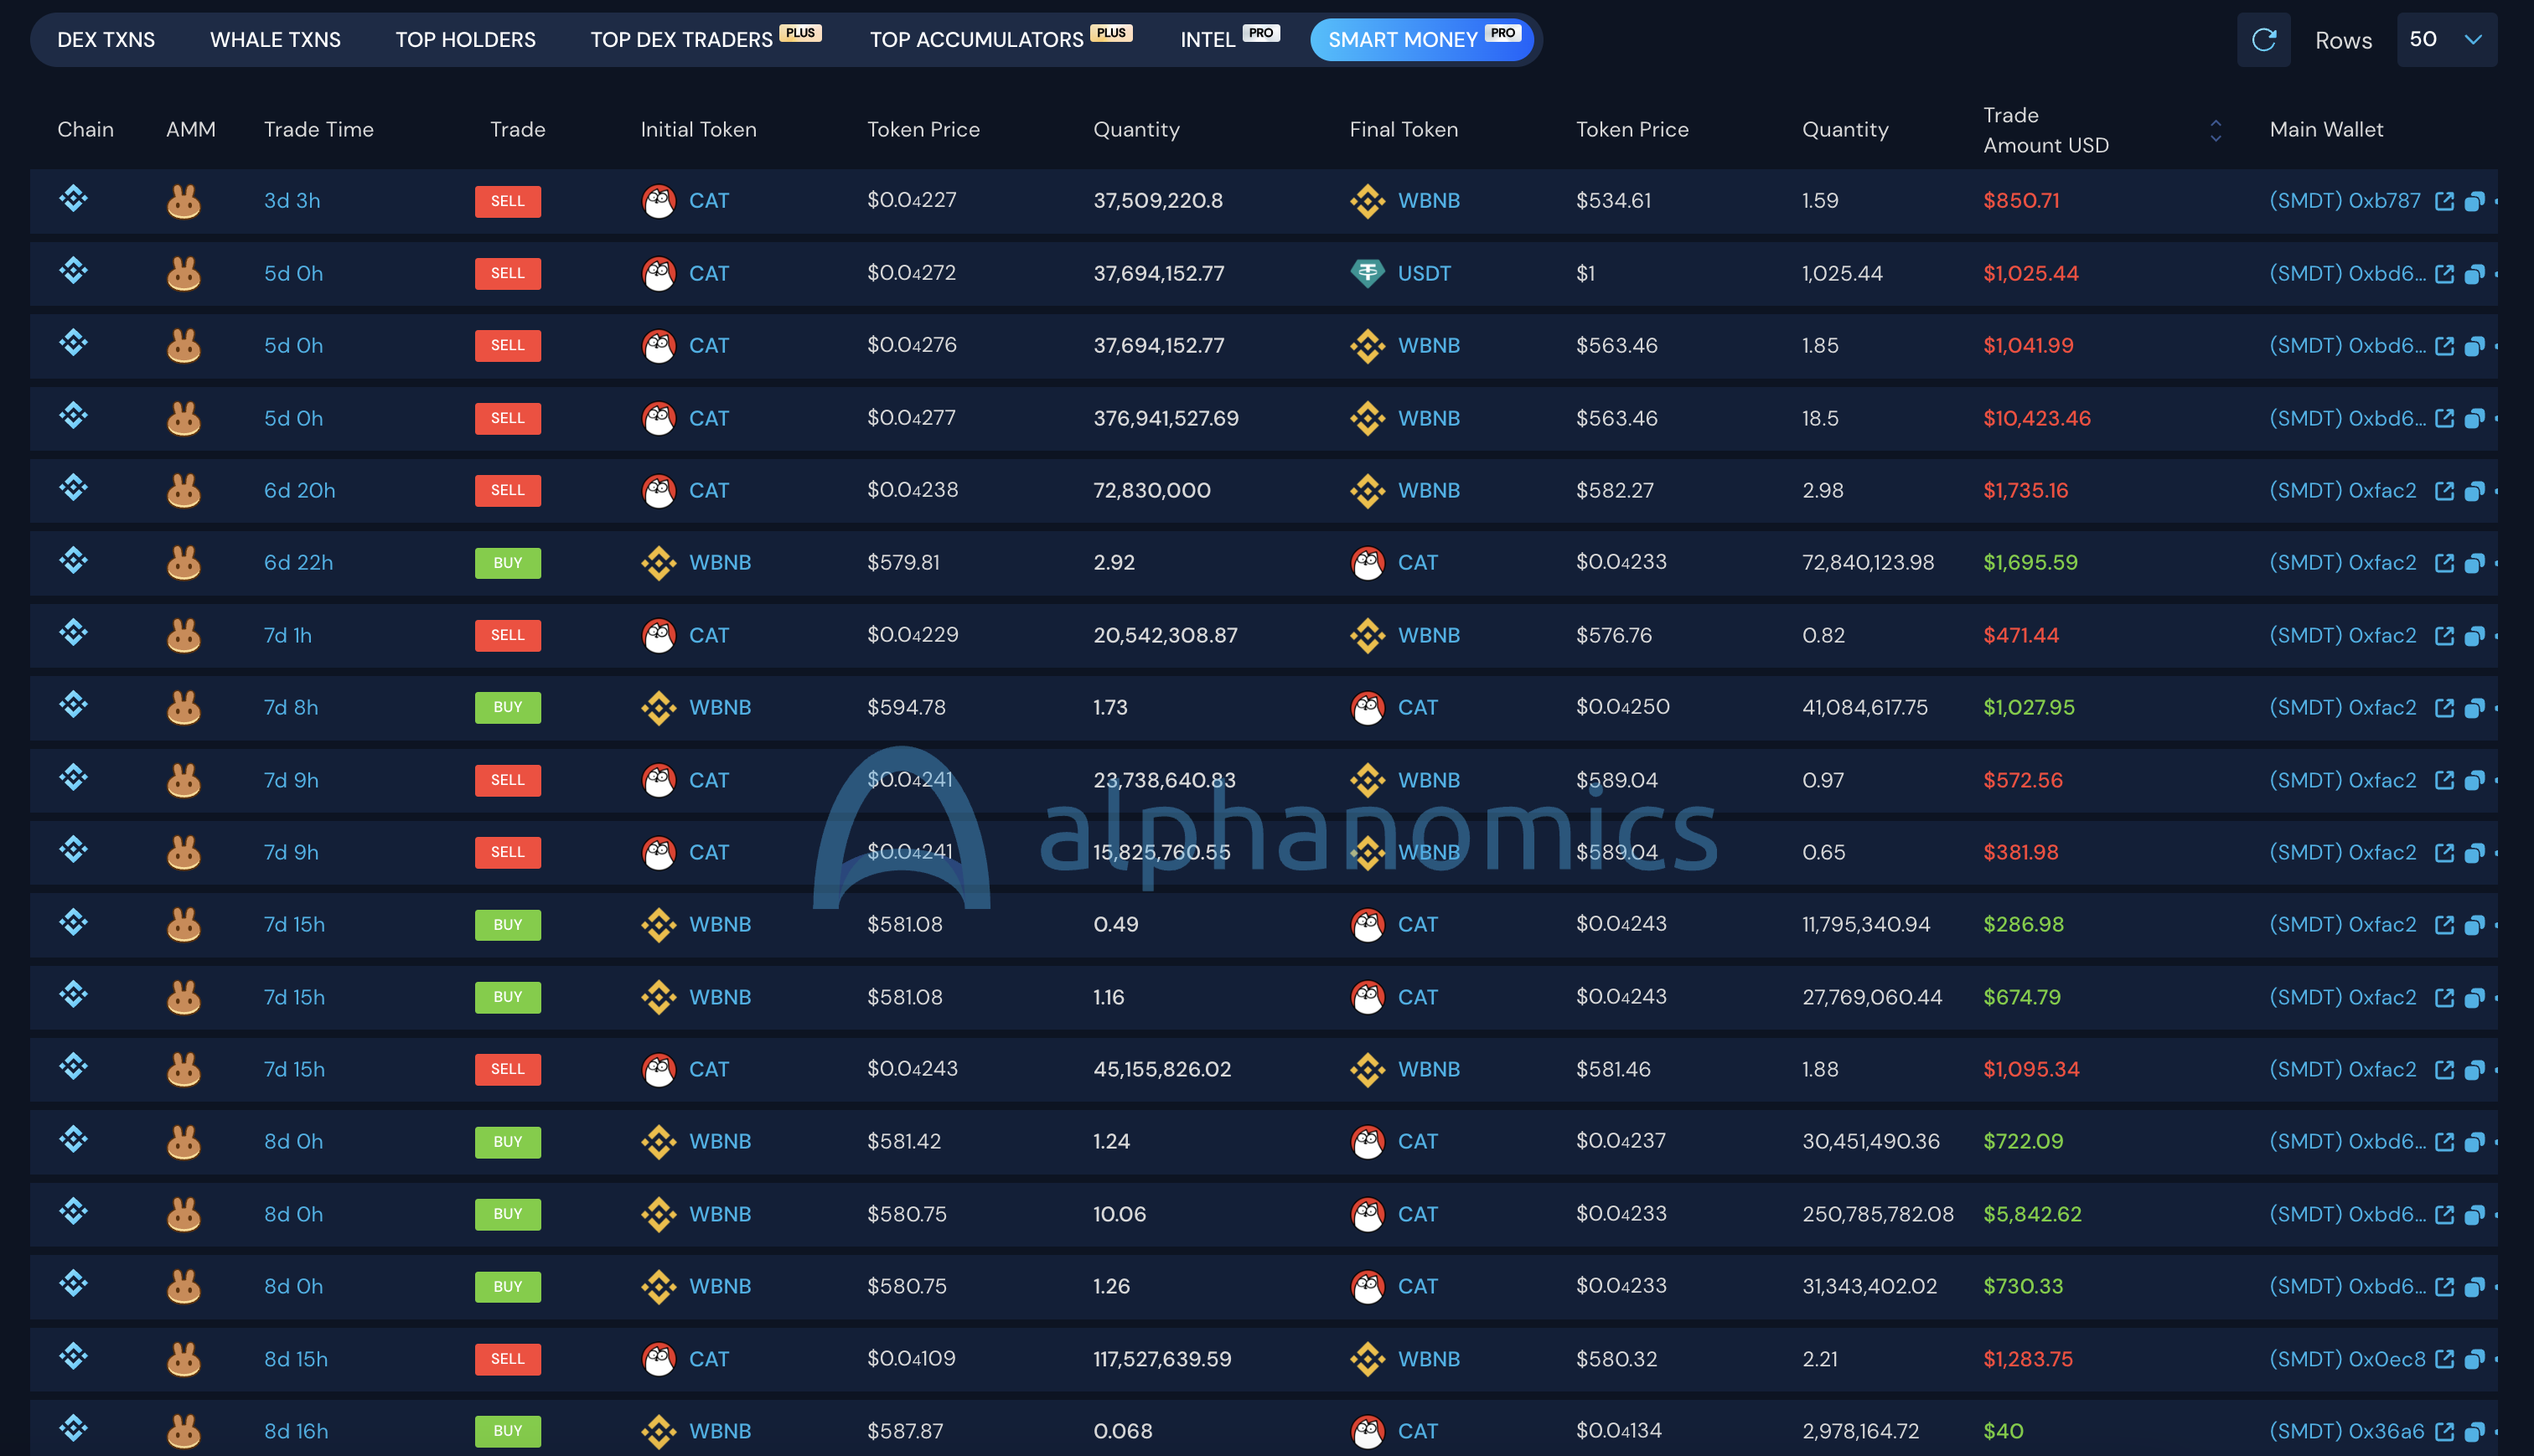 DEX TXNS WHALE TXNS TOP HOLDERS TOP DEX TRADERS PLUS TOP ACCUMULATORS PLUS INTEL PRO SMART MONEY PRO Rows 50
Chain AMM Trade Time Trade Initial Token Token Price Quantity Final Token Token Price Quantity Trade Amount USD Main Wallet
3d 3h SELL CAT $0.0₄227 37,509,220.8 WBNB $534.61 1.59 $850.71 (SMDT) 0xb787
5d 0h SELL CAT $0.0₄272 37,694,152.77 USDT $1 1,025.44 $1,025.44 (SMDT) 0xbd6...
5d 0h SELL CAT $0.0₄276 37,694,152.77 WBNB $563.46 1.85 $1,041.99 (SMDT) 0xbd6...
5d 0h SELL CAT $0.0₄277 376,941,527.69 WBNB $563.46 18.5 $10,423.46 (SMDT) 0xbd6...
6d 20h SELL CAT $0.0₄238 72,830,000 WBNB $582.27 2.98 $1,735.16 (SMDT) 0xfac2
6d 22h BUY WBNB $579.81 2.92 CAT $0.0₄233 72,840,123.98 $1,695.59 (SMDT) 0xfac2
7d 1h SELL CAT $0.0₄229 20,542,308.87 WBNB $576.76 0.82 $471.44 (SMDT) 0xfac2
7d 8h BUY WBNB $594.78 1.73 CAT $0.0₄250 41,084,617.75 $1,027.95 (SMDT) 0xfac2
7d 9h SELL CAT $0.0₄241 23,738,640.83 WBNB $589.04 0.97 $572.56 (SMDT) 0xfac2
alphanomics
7d 9h SELL CAT $0.0₄241 15,825,760.55 WBNB $589.04 0.65 $381.98 (SMDT) 0xfac2
7d 15h BUY WBNB $581.08 0.49 CAT $0.0₄243 11,795,340.94 $286.98 (SMDT) 0xfac2
7d 15h BUY WBNB $581.08 1.16 CAT $0.0₄243 27,769,060.44 $674.79 (SMDT) 0xfac2
7d 15h SELL CAT $0.0₄243 45,155,826.02 WBNB $581.46 1.88 $1,095.34 (SMDT) 0xfac2
8d 0h BUY WBNB $581.42 1.24 CAT $0.0₄237 30,451,490.36 $722.09 (SMDT) 0xbd6...
8d 0h BUY WBNB $580.75 10.06 CAT $0.0₄233 250,785,782.08 $5,842.62 (SMDT) 0xbd6...
8d 0h BUY WBNB $580.75 1.26 CAT $0.0₄233 31,343,402.02 $730.33 (SMDT) 0xbd6...
8d 15h SELL CAT $0.0₄109 117,527,639.59 WBNB $580.32 2.21 $1,283.75 (SMDT) 0x0ec8
8d 16h BUY WBNB $587.87 0.068 CAT $0.0₄134 2,978,164.72 $40 (SMDT) 0x36a6